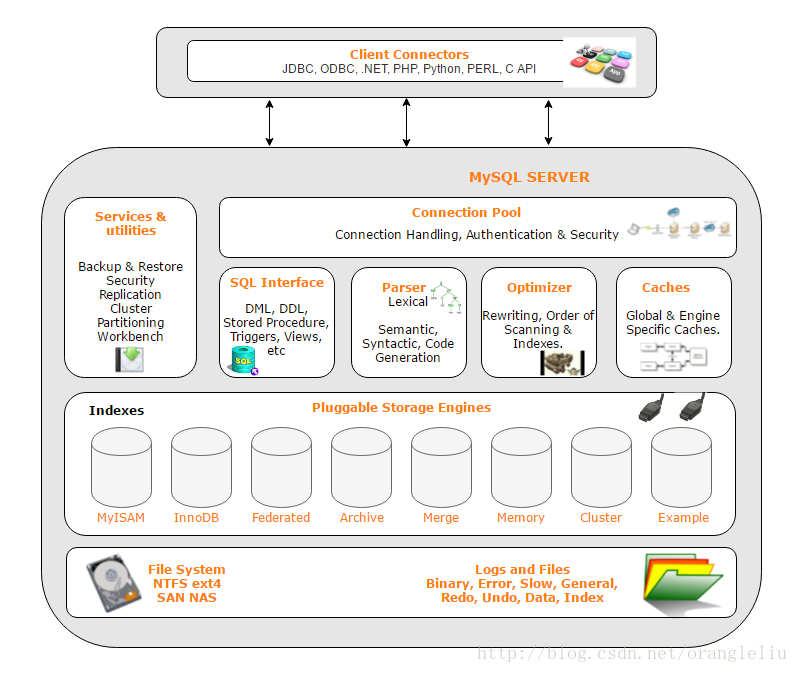 Client Connectors
JDBC, ODBC, .NET, PHP, Python, PERL, C API
App
MySQL SERVER
Services &
utilities
Backup & Restore
Security
Replication
Cluster
Partitioning
Workbench
Connection Pool
Connection Handling, Authentication & Security
SQL Interface
DML, DDL,
Stored Procedure,
Triggers, Views,
etc
SQL
Parser
Lexical
Semantic,
Syntactic, Code
Generation
Optimizer
Rewriting, Order of
Scanning &
Indexes.
Caches
Global & Engine
Specific Caches.
Indexes
Pluggable Storage Engines
MyISAM
InnoDB
Federated
Archive
Merge
Memory
Cluster
Example
File System
NTFS ext4
SAN NAS
Logs and Files
Binary, Error, Slow, General,
Redo, Undo, Data, Index
http://blog.csdn.net/orangleliu